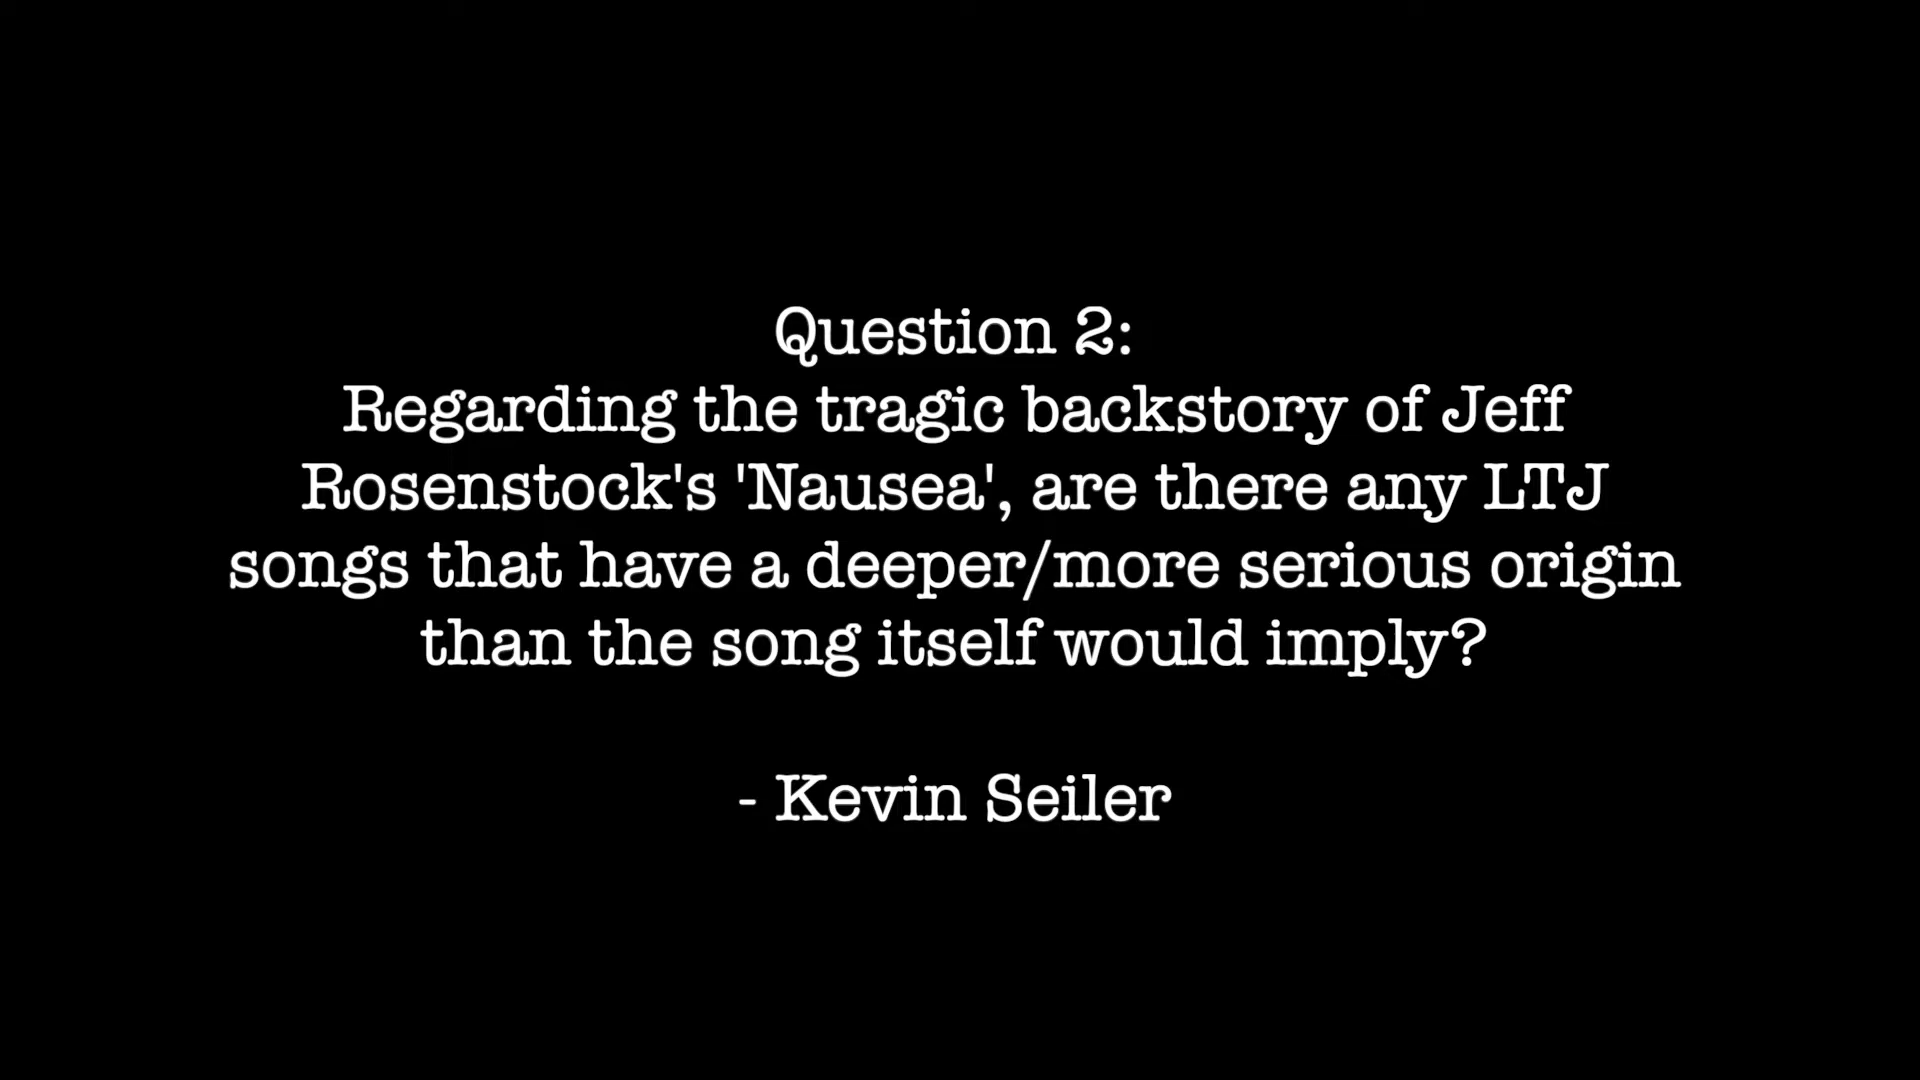 Question 2:
Regarding the tragic backstory of Jeff
Rosenstock's 'Nausea', are there any LTJ
songs that have a deeper/more serious origin
than the song itself would imply?
- Kevin Seiler